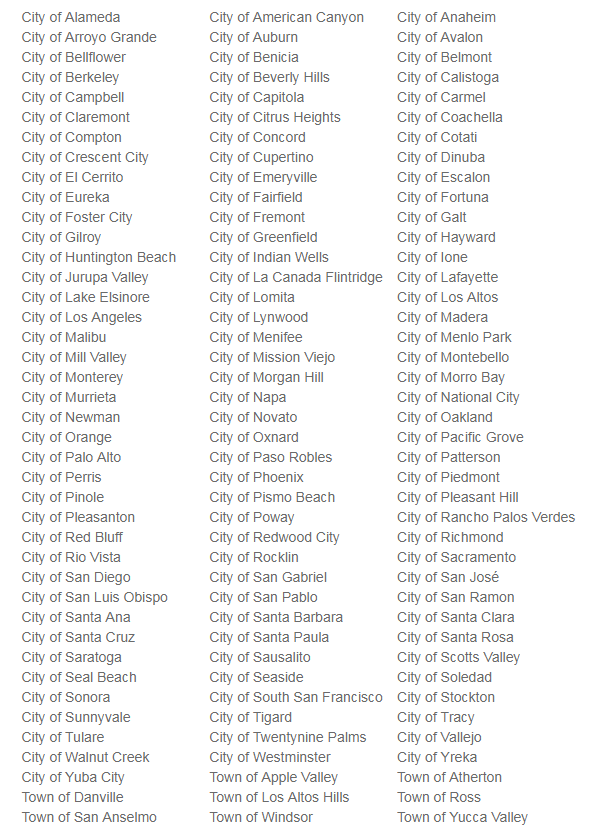 City of Alameda City of American Canyon City of Anaheim
City of Arroyo Grande City of Auburn City of Avalon
City of Bellflower City of Benicia City of Belmont
City of Berkeley City of Beverly Hills City of Calistoga
City of Campbell City of Capitola City of Carmel
City of Claremont City of Citrus Heights City of Coachella
City of Compton City of Concord City of Cotati
City of Crescent City City of Cupertino City of Dinuba
City of El Cerrito City of Emeryville City of Escalon
City of Eureka City of Fairfield City of Fortuna
City of Foster City City of Fremont City of Galt
City of Gilroy City of Greenfield City of Hayward
City of Huntington Beach City of Indian Wells City of Ione
City of Jurupa Valley City of La Canada Flintridge City of Lafayette
City of Lake Elsinore City of Lomita City of Los Altos
City of Los Angeles City of Lynwood City of Madera
City of Malibu City of Menifee City of Menlo Park
City of Mill Valley City of Mission Viejo City of Montebello
City of Monterey City of Morgan Hill City of Morro Bay
City of Murrieta City of Napa City of National City
City of Newman City of Novato City of Oakland
City of Orange City of Oxnard City of Pacific Grove
City of Palo Alto City of Paso Robles City of Patterson
City of Perris City of Phoenix City of Piedmont
City of Pinole City of Pismo Beach City of Pleasant Hill
City of Pleasanton City of Poway City of Rancho Palos Verdes
City of Red Bluff City of Redwood City City of Richmond
City of Rio Vista City of Rocklin City of Sacramento
City of San Diego City of San Gabriel City of San José
City of San Luis Obispo City of San Pablo City of San Ramon
City of Santa Ana City of Santa Barbara City of Santa Clara
City of Santa Cruz City of Santa Paula City of Santa Rosa
City of Saratoga City of Sausalito City of Scotts Valley
City of Seal Beach City of Seaside City of Soledad
City of Sonora City of South San Francisco City of Stockton
City of Sunnyvale City of Tigard City of Tracy
City of Tulare City of Twentynine Palms City of Vallejo
City of Walnut Creek City of Westminster City of Yreka
City of Yuba City Town of Apple Valley Town of Atherton
Town of Danville Town of Los Altos Hills Town of Ross
Town of San Anselmo Town of Windsor Town of Yucca Valley